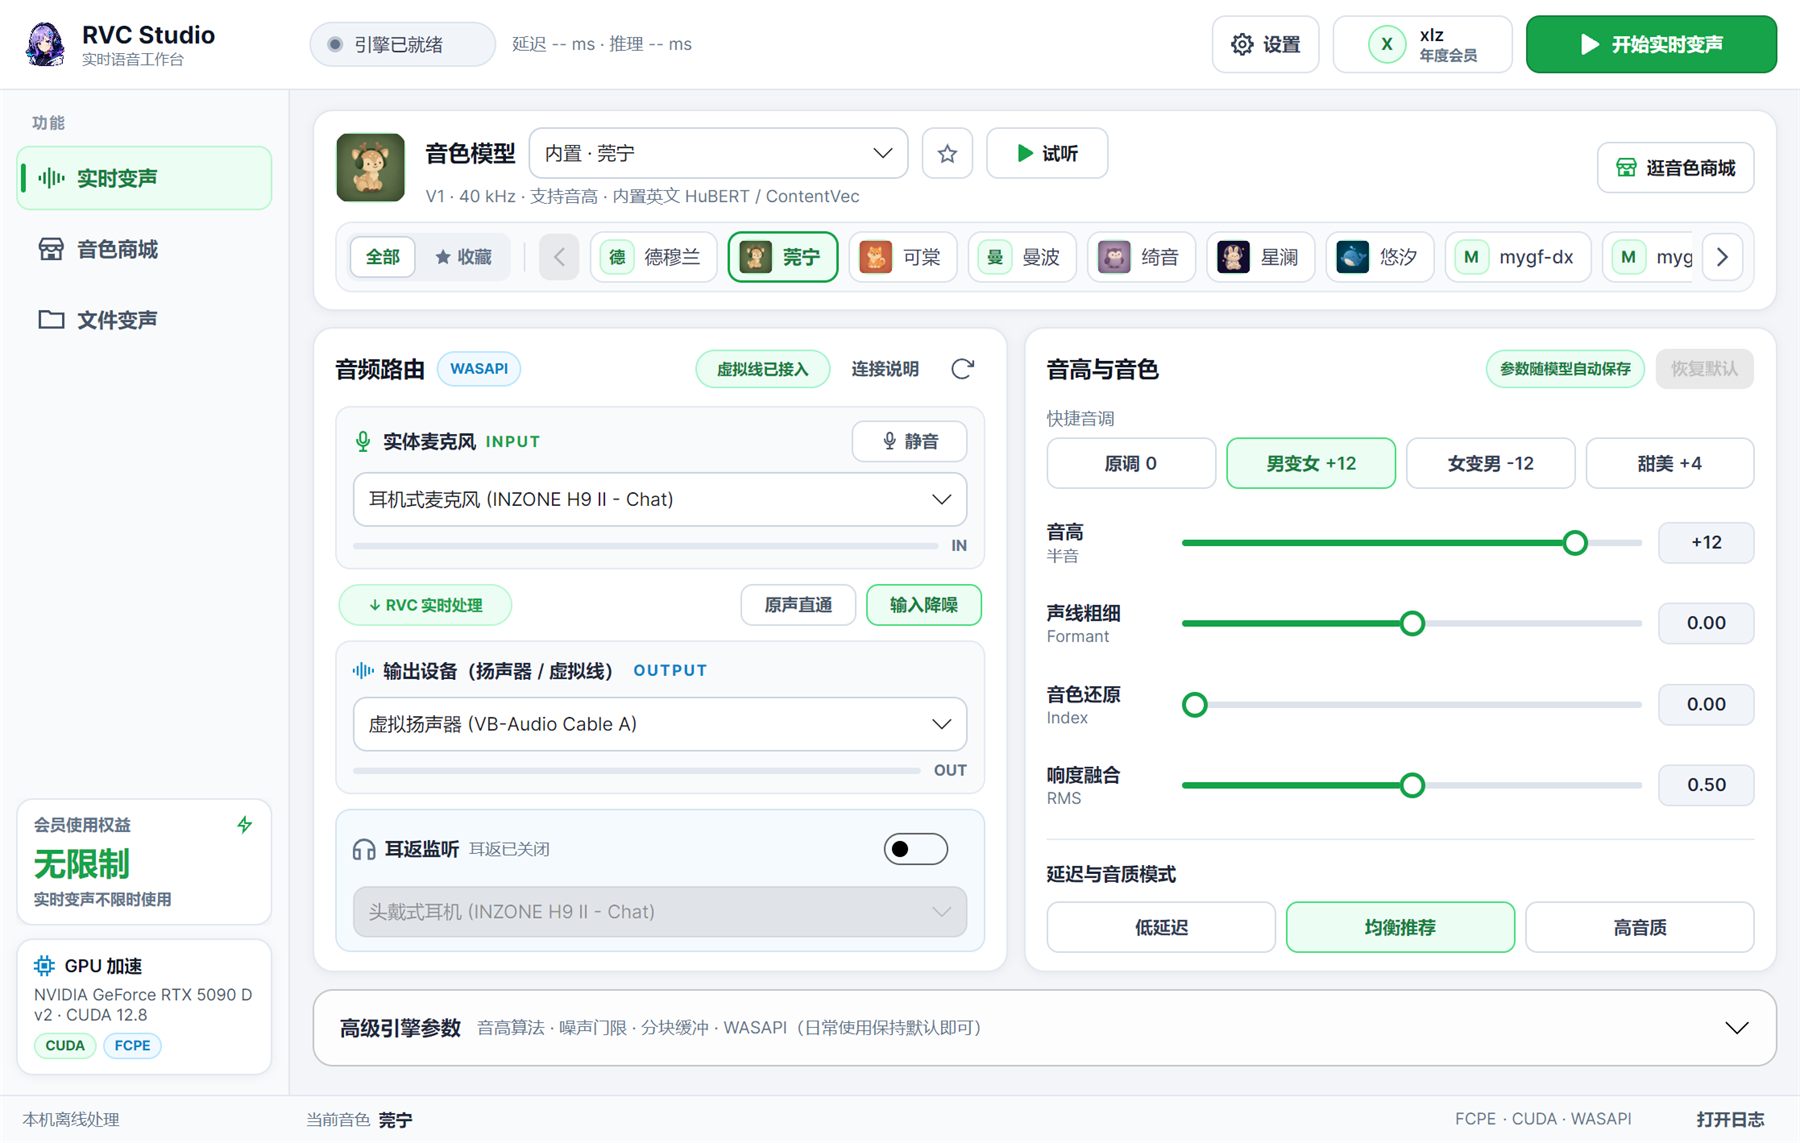 RVC Studio
实时语音工作台
引擎已就绪
延迟 -- ms · 推理 -- ms
设置
X
xlz
年度会员
开始实时变声
功能
实时变声
音色商城
文件变声
会员使用权益
无限制
实时变声不限时使用
GPU 加速
NVIDIA GeForce RTX 5090 D
v2 · CUDA 12.8
CUDA
FCPE
音色模型
内置 · 莞宁
试听
V1 · 40 kHz · 支持音高 · 内置英文 HuBERT / ContentVec
逛音色商城
全部
收藏
德
德穆兰
莞宁
可棠
曼
曼波
绮音
星澜
悠汐
M
mygf-dx
M
myg
音频路由
WASAPI
虚拟线已接入
连接说明
实体麦克风 INPUT
静音
耳机式麦克风 (INZONE H9 II - Chat)
IN
↓ RVC 实时处理
原声直通
输入降噪
输出设备（扬声器 / 虚拟线） OUTPUT
虚拟扬声器 (VB-Audio Cable A)
OUT
耳返监听 耳返已关闭
头戴式耳机 (INZONE H9 II - Chat)
音高与音色
参数随模型自动保存
恢复默认
快捷音调
原调 0
男变女 +12
女变男 -12
甜美 +4
音高
半音
+12
声线粗细
Formant
0.00
音色还原
Index
0.00
响度融合
RMS
0.50
延迟与音质模式
低延迟
均衡推荐
高音质
高级引擎参数 音高算法 · 噪声门限 · 分块缓冲 · WASAPI（日常使用保持默认即可）
本机离线处理
当前音色 莞宁
FCPE · CUDA · WASAPI
打开日志